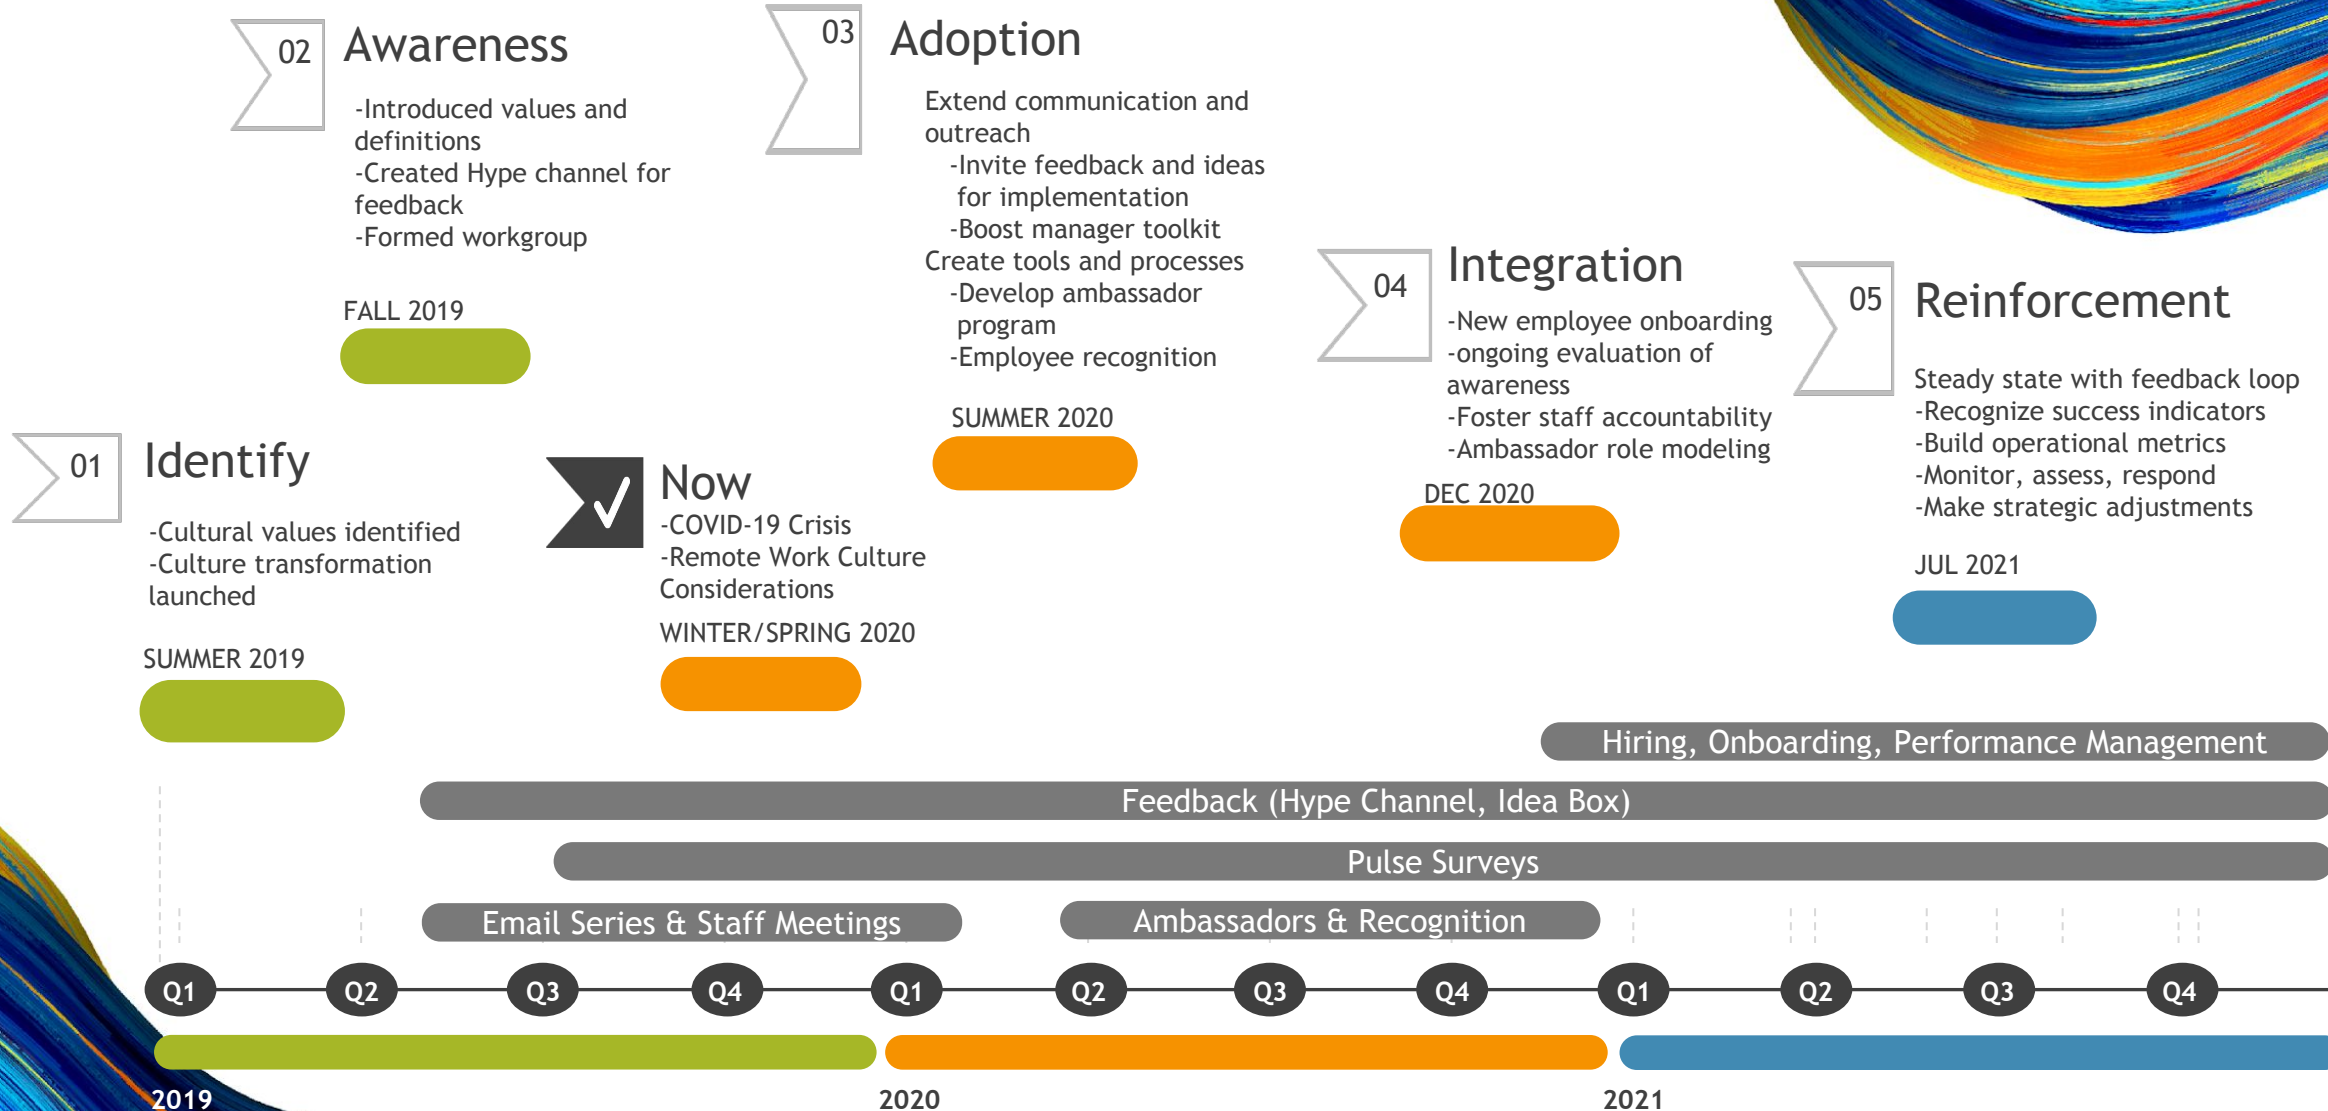 02
Awareness
-Introduced values and
definitions
-Created Hype channel for
feedback
-Formed workgroup
FALL 2019
03
Adoption
Extend communication and
outreach
-Invite feedback and ideas
for implementation
-Boost manager toolkit
Create tools and processes
-Develop ambassador
program
-Employee recognition
SUMMER 2020
04
Integration
-New employee onboarding
-ongoing evaluation of
awareness
-Foster staff accountability
-Ambassador role modeling
DEC 2020
05
Reinforcement
Steady state with feedback loop
-Recognize success indicators
-Build operational metrics
-Monitor, assess, respond
-Make strategic adjustments
JUL 2021
01
Identify
-Cultural values identified
-Culture transformation
launched
SUMMER 2019
Now
-COVID-19 Crisis
-Remote Work Culture
Considerations
WINTER/SPRING 2020
Hiring, Onboarding, Performance Management
Feedback (Hype Channel, Idea Box)
Pulse Surveys
Email Series & Staff Meetings
Ambassadors & Recognition
Q1 Q2 Q3 Q4 Q1 Q2 Q3 Q4 Q1 Q2 Q3 Q4
2019 2020 2021